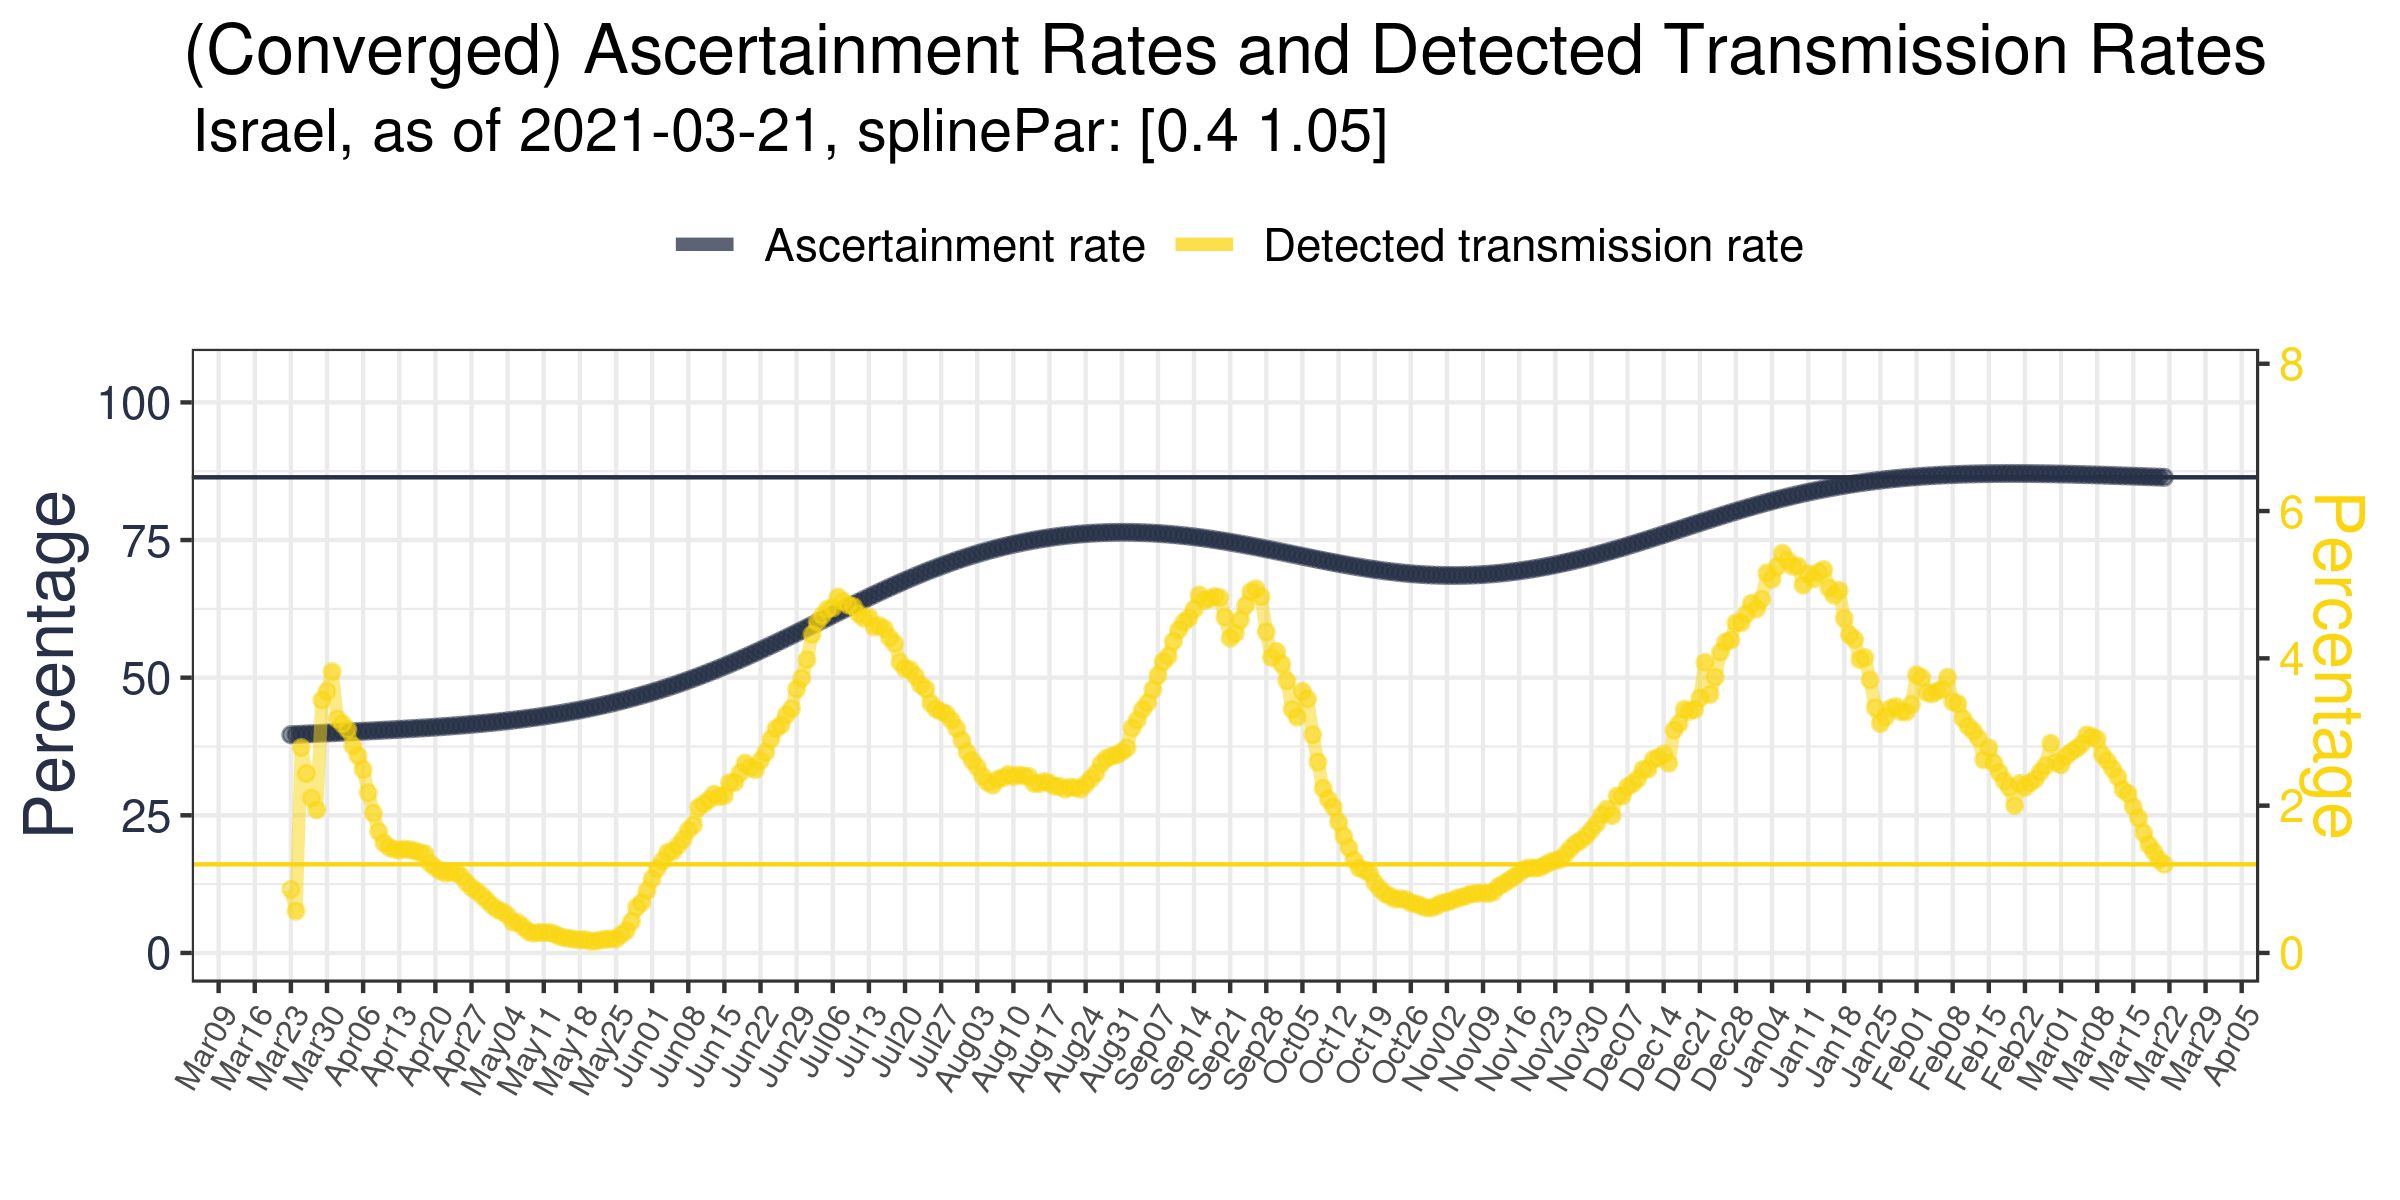 (Converged) Ascertainment Rates and Detected Transmission Rates
Israel, as of 2021-03-21, splinePar: [0.4 1.05]
Ascertainment rate
Detected transmission rate
Percentage
100
75
50
25
0
8
6
4
2
0
Percentage
Mar09
Mar16
Mar23
Mar30
Apr06
Apr13
Apr20
Apr27
May04
May11
May18
May25
Jun01
Jun08
Jun15
Jun22
Jun29
Jul06
Jul13
Jul20
Jul27
Aug03
Aug10
Aug17
Aug24
Aug31
Sep07
Sep14
Sep21
Sep28
Oct05
Oct12
Oct19
Oct26
Nov02
Nov09
Nov16
Nov23
Nov30
Dec07
Dec14
Dec21
Dec28
Jan04
Jan11
Jan18
Jan25
Feb01
Feb08
Feb15
Feb22
Mar01
Mar08
Mar15
Mar22
Mar29
Apr05